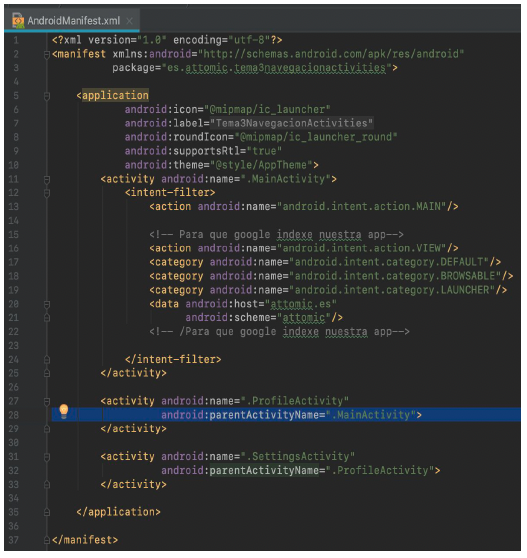 AndroidManifest.xml
1 <?xml version="1.0" encoding="utf-8"?>
2 <manifest xmlns:android="http://schemas.android.com/apk/res/android"
3 package="es.attomic.tema3navegacionactivities">
4
5 <application
6 android:icon="@mipmap/ic_launcher"
7 android:label="Tema3NavegacionActivities"
8 android:roundIcon="@mipmap/ic_launcher_round"
9 android:supportsRtl="true"
10 android:theme="@style/AppTheme">
11 <activity android:name=".MainActivity">
12 <intent-filter>
13 <action android:name="android.intent.action.MAIN"/>
14
15 <!-- Para que google indexe nuestra app-->
16 <action android:name="android.intent.action.VIEW"/>
17 <category android:name="android.intent.category.DEFAULT"/>
18 <category android:name="android.intent.category.BROWSABLE"/>
19 <category android:name="android.intent.category.LAUNCHER"/>
20 <data android:host="attomic.es"
21 android:scheme="attomic"/>
22 <!-- /Para que google indexe nuestra app-->
23
24 </intent-filter>
25 </activity>
26
27 <activity android:name=".ProfileActivity"
28 android:parentActivityName=".MainActivity">
29 </activity>
30
31 <activity android:name=".SettingsActivity"
32 android:parentActivityName=".ProfileActivity">
33 </activity>
34
35 </application>
36
37 </manifest>